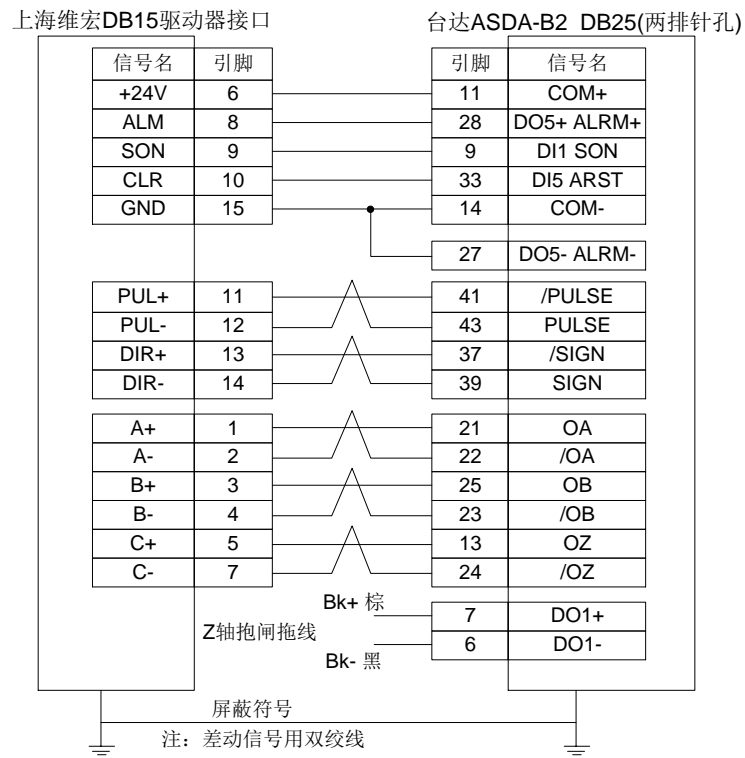 上海维宏DB15驱动器接口 台达ASDA-B2 DB25(两排针孔)
信号名 引脚 引脚 信号名
+24V 6 11 COM+
ALM 8 28 DO5+ ALRM+
SON 9 9 DI1 SON
CLR 10 33 DI5 ARST
GND 15 14 COM-
27 DO5- ALRM-
PUL+ 11 41 /PULSE
PUL- 12 43 PULSE
DIR+ 13 37 /SIGN
DIR- 14 39 SIGN
A+ 1 21 OA
A- 2 22 /OA
B+ 3 25 OB
B- 4 23 /OB
C+ 5 13 OZ
C- 7 24 /OZ
Bk+ 棕
7 DO1+
Z轴抱闸拖线
6 DO1-
Bk- 黑
屏蔽符号
注：差动信号用双绞线